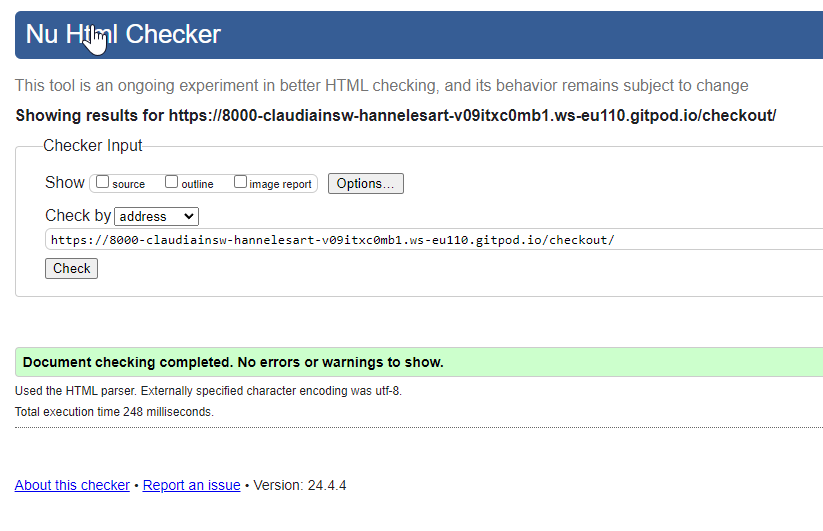 Nu Html Checker
This tool is an ongoing experiment in better HTML checking, and its behavior remains subject to change
Showing results for https://8000-claudiainsw-hannelesart-v09itxc0mb1.ws-eu110.gitpod.io/checkout/
Checker Input
Show source outline image report Options...
Check by address
https://8000-claudiainsw-hannelesart-v09itxc0mb1.ws-eu110.gitpod.io/checkout/
Check
Document checking completed. No errors or warnings to show.
Used the HTML parser. Externally specified character encoding was utf-8.
Total execution time 248 milliseconds.
About this checker • Report an issue • Version: 24.4.4